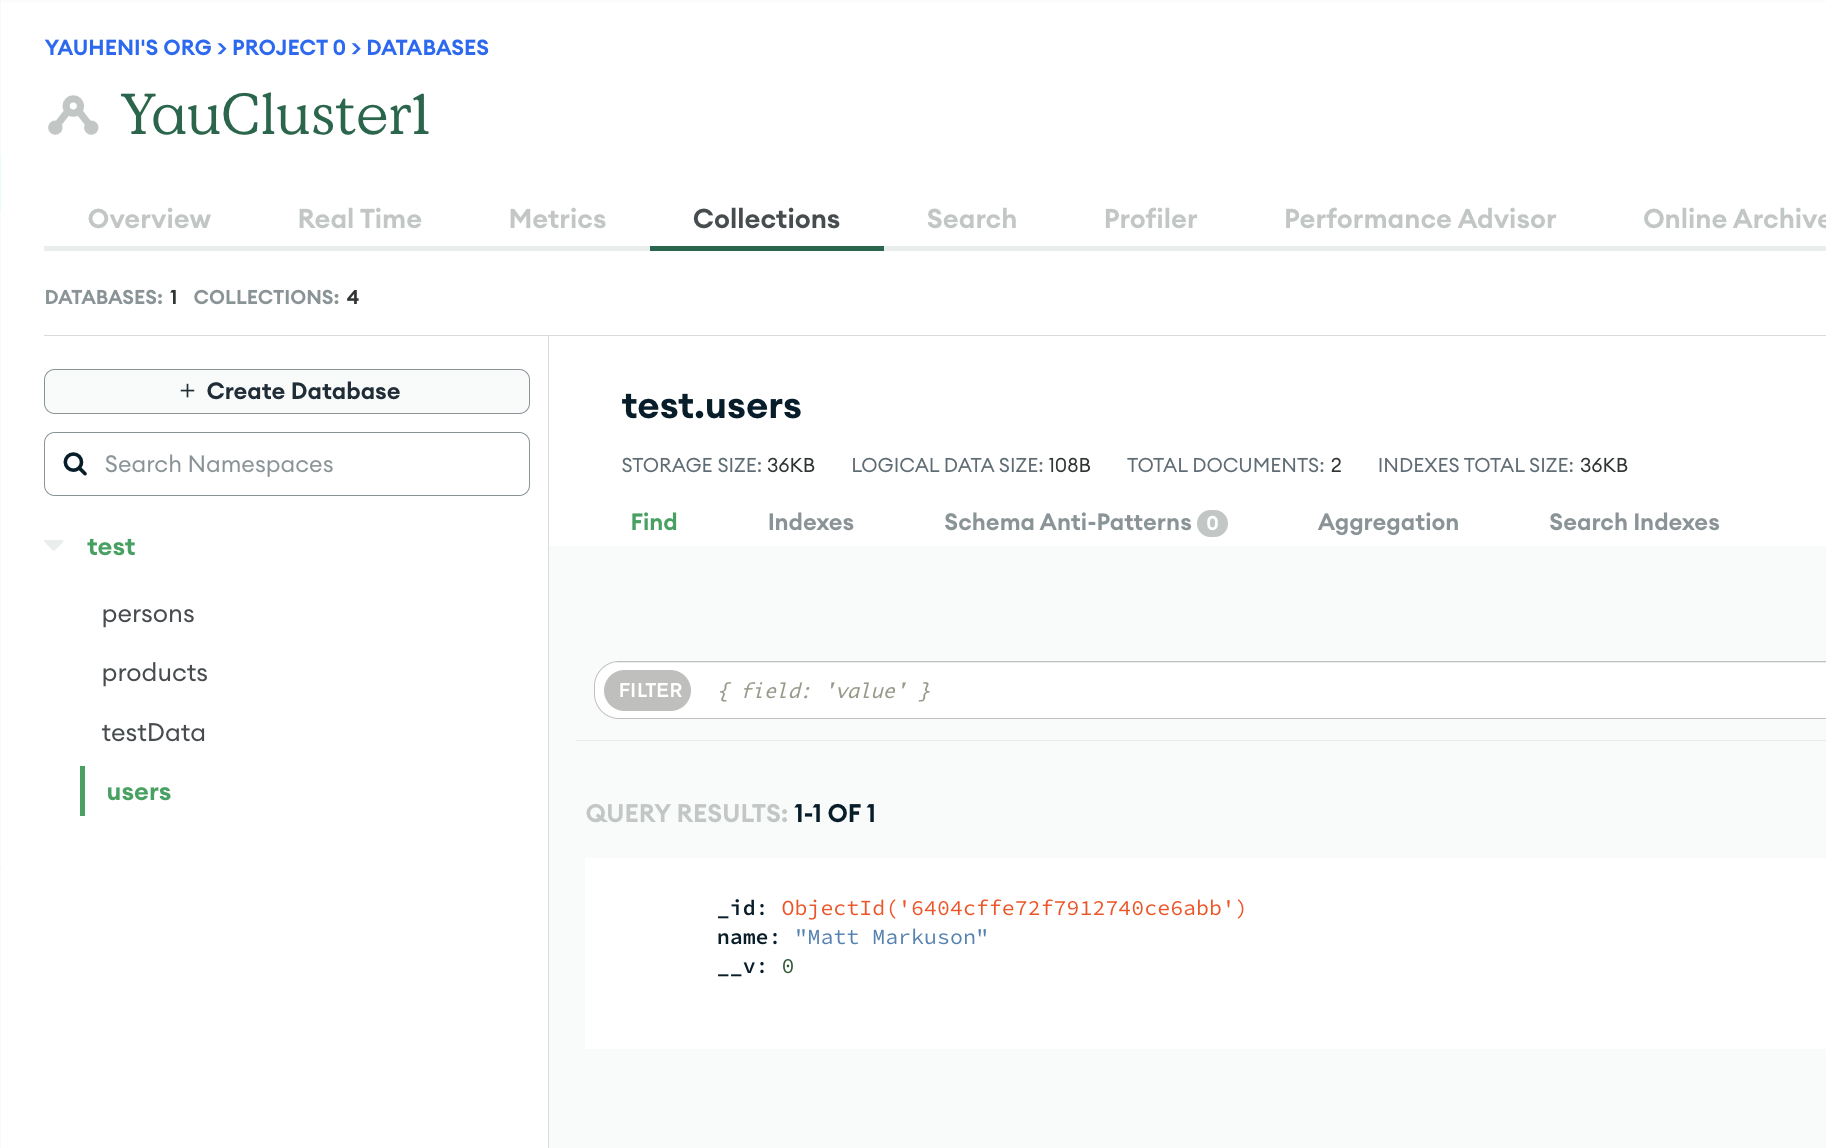 YAUHENI'S ORG > PROJECT 0 > DATABASES
YauCluster1
Overview Real Time Metrics Collections Search Profiler Performance Advisor Online Archive
DATABASES: 1 COLLECTIONS: 4
+ Create Database
Search Namespaces
test
persons
products
testData
users
test.users
STORAGE SIZE: 36KB LOGICAL DATA SIZE: 108B TOTAL DOCUMENTS: 2 INDEXES TOTAL SIZE: 36KB
Find Indexes Schema Anti-Patterns 0 Aggregation Search Indexes
FILTER { field: 'value' }
QUERY RESULTS: 1-1 OF 1
_id: ObjectId('6404cffe72f7912740ce6abb')
name: "Matt Markuson"
__v: 0